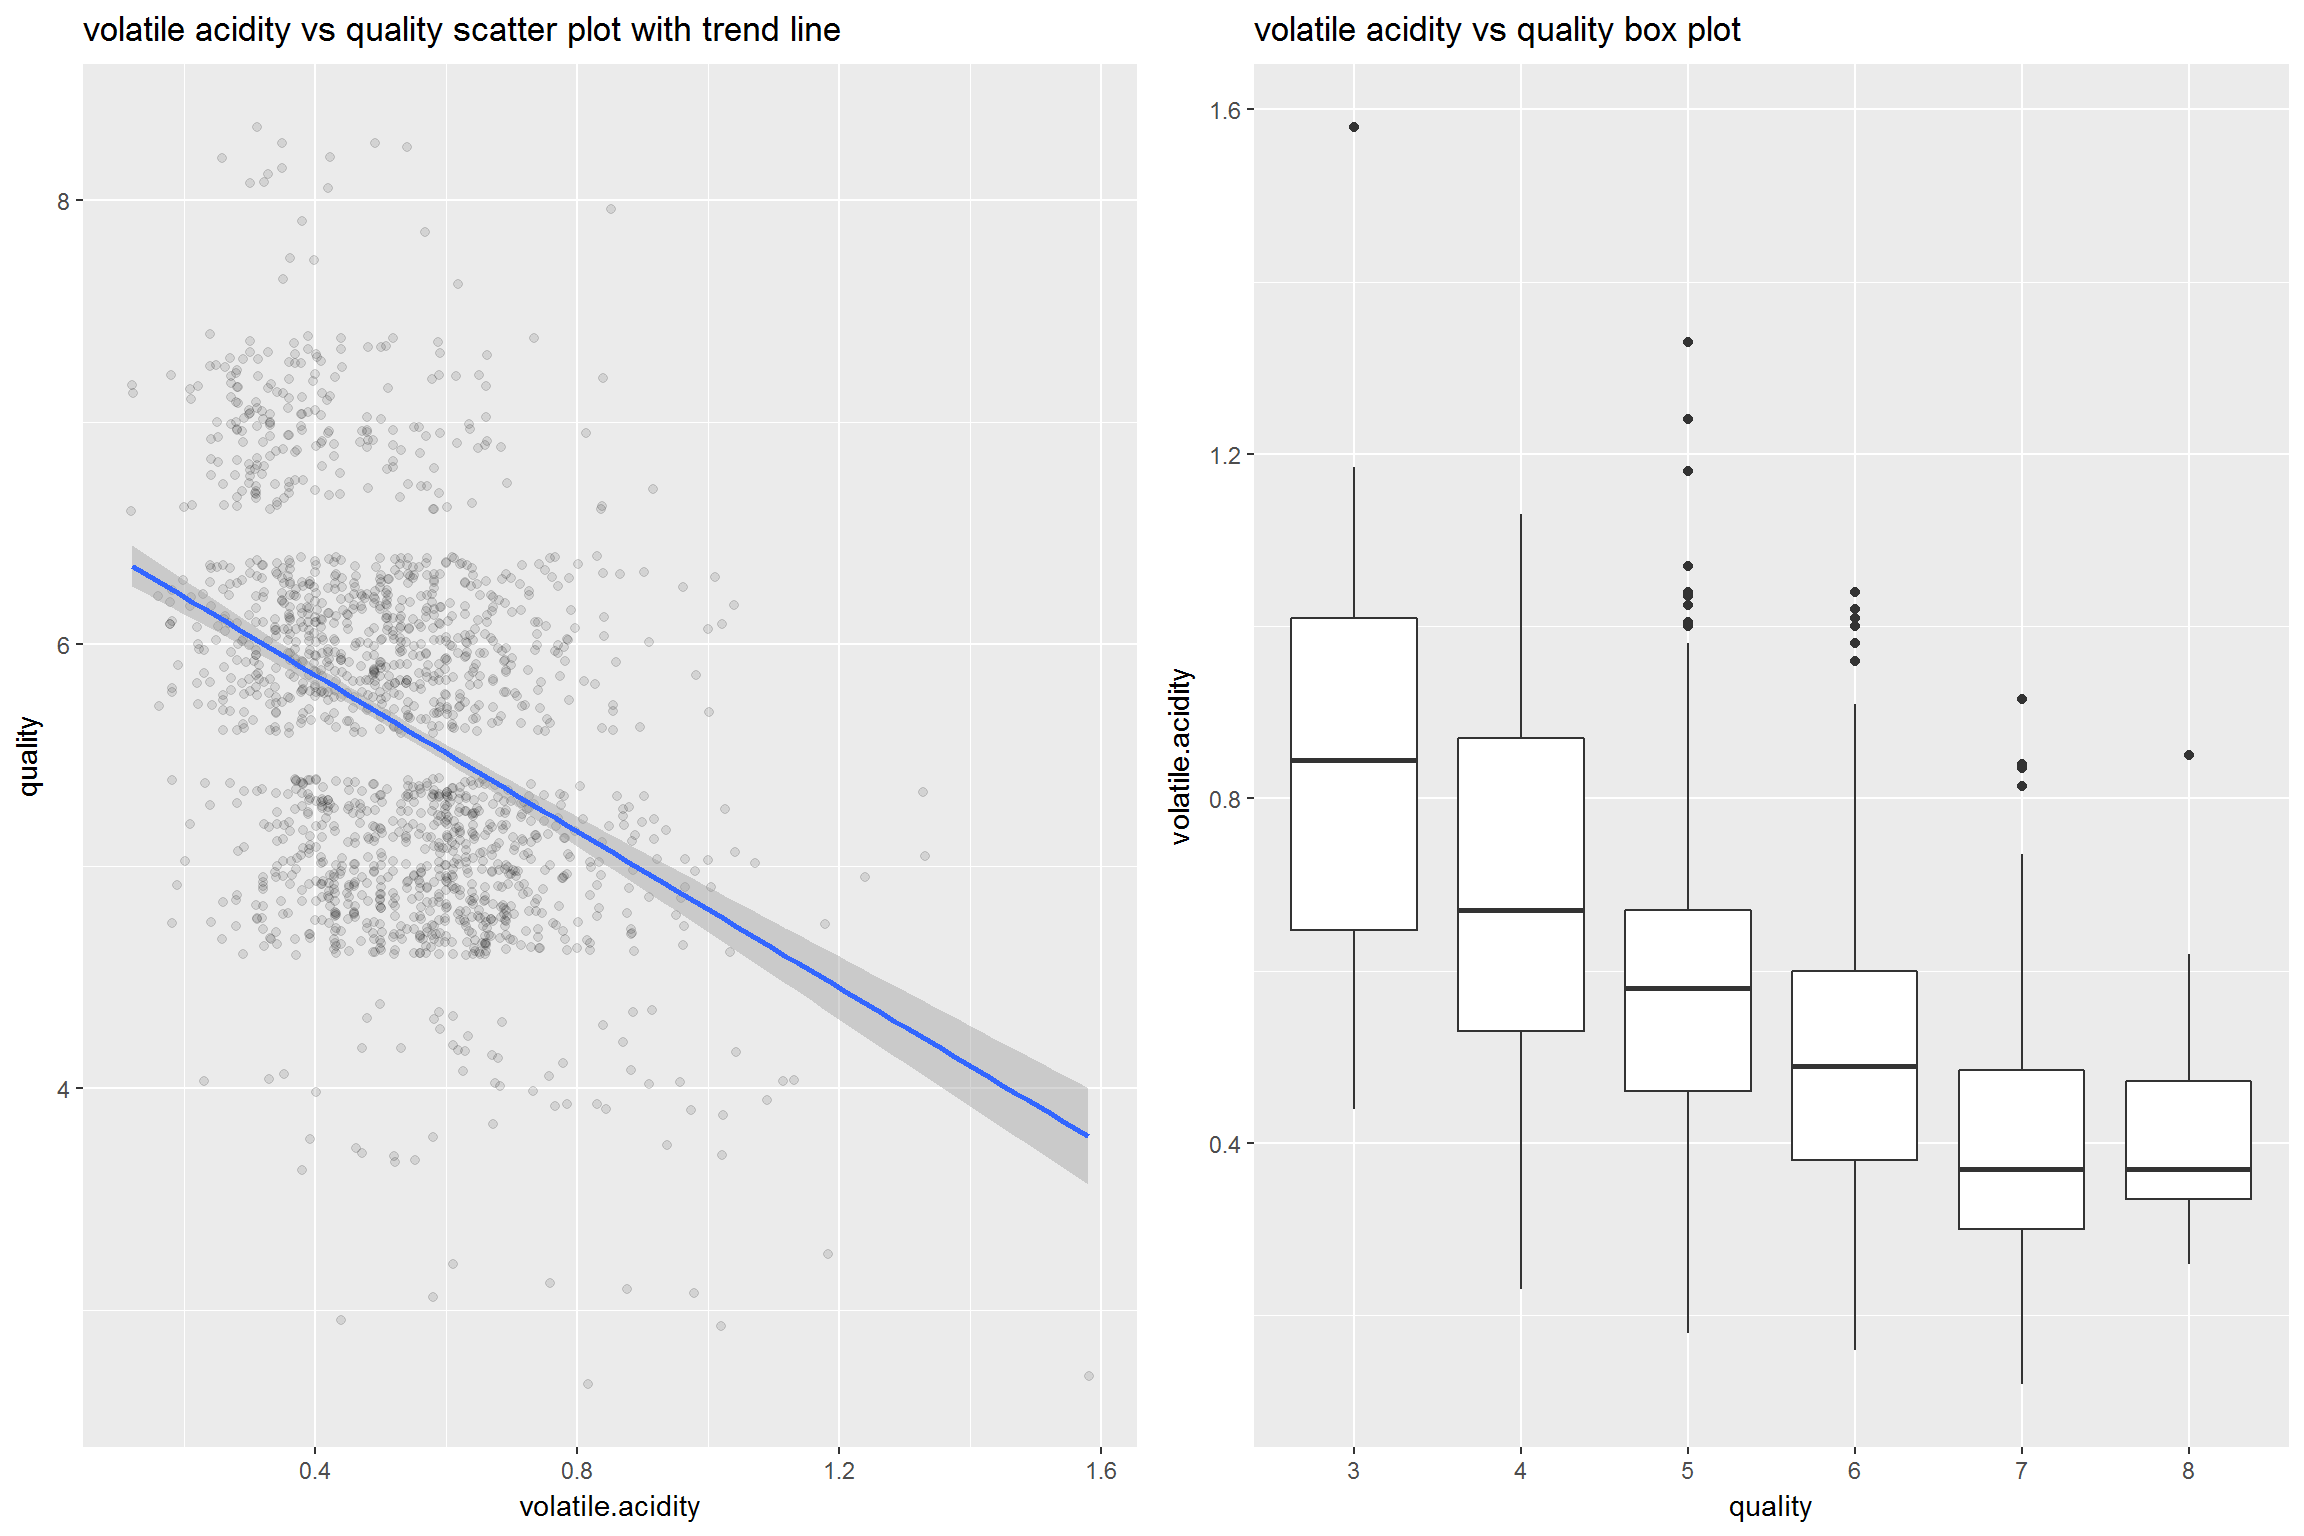 volatile acidity vs quality scatter plot with trend line
8
6
4
quality
0.4 0.8 1.2 1.6
volatile.acidity
volatile acidity vs quality box plot
1.6
1.2
0.8
0.4
volatile.acidity
3 4 5 6 7 8
quality